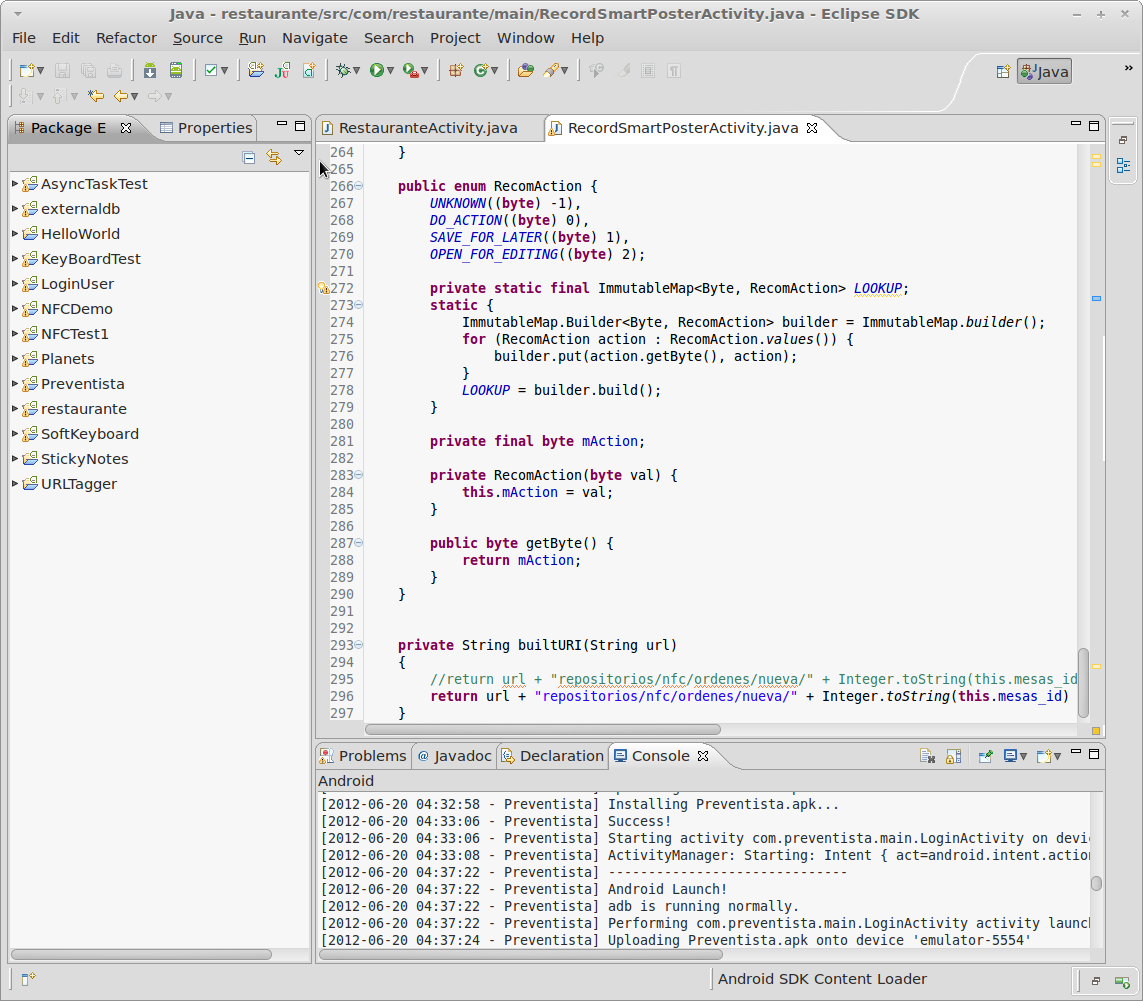 Java - restaurante/src/com/restaurante/main/RecordSmartPosterActivity.java - Eclipse SDK
File Edit Refactor Source Run Navigate Search Project Window Help
Java »
Package E Properties
AsyncTaskTest
externaldb
HelloWorld
KeyBoardTest
LoginUser
NFCDemo
NFCTest1
Planets
Preventista
restaurante
SoftKeyboard
StickyNotes
URLTagger
RestauranteActivity.java RecordSmartPosterActivity.java
264 }
265
266 public enum RecomAction {
267 UNKNOWN((byte) -1),
268 DO_ACTION((byte) 0),
269 SAVE_FOR_LATER((byte) 1),
270 OPEN_FOR_EDITING((byte) 2);
271
272 private static final ImmutableMap<Byte, RecomAction> LOOKUP;
273 static {
274 ImmutableMap.Builder<Byte, RecomAction> builder = ImmutableMap.builder();
275 for (RecomAction action : RecomAction.values()) {
276 builder.put(action.getByte(), action);
277 }
278 LOOKUP = builder.build();
279 }
280
281 private final byte mAction;
282
283 private RecomAction(byte val) {
284 this.mAction = val;
285 }
286
287 public byte getByte() {
288 return mAction;
289 }
290 }
291
292
293 private String builtURI(String url)
294 {
295 //return url + "repositorios/nfc/ordenes/nueva/" + Integer.toString(this.mesas_id
296 return url + "repositorios/nfc/ordenes/nueva/" + Integer.toString(this.mesas_id)
297 }
Problems @ Javadoc Declaration Console
Android
[2012-06-20 04:32:58 - Preventista] Installing Preventista.apk...
[2012-06-20 04:33:06 - Preventista] Success!
[2012-06-20 04:33:06 - Preventista] Starting activity com.preventista.main.LoginActivity on devi
[2012-06-20 04:33:08 - Preventista] ActivityManager: Starting: Intent { act=android.intent.action
[2012-06-20 04:37:22 - Preventista] ------------------------------
[2012-06-20 04:37:22 - Preventista] Android Launch!
[2012-06-20 04:37:22 - Preventista] adb is running normally.
[2012-06-20 04:37:22 - Preventista] Performing com.preventista.main.LoginActivity activity launch
[2012-06-20 04:37:24 - Preventista] Uploading Preventista.apk onto device 'emulator-5554'
Android SDK Content Loader